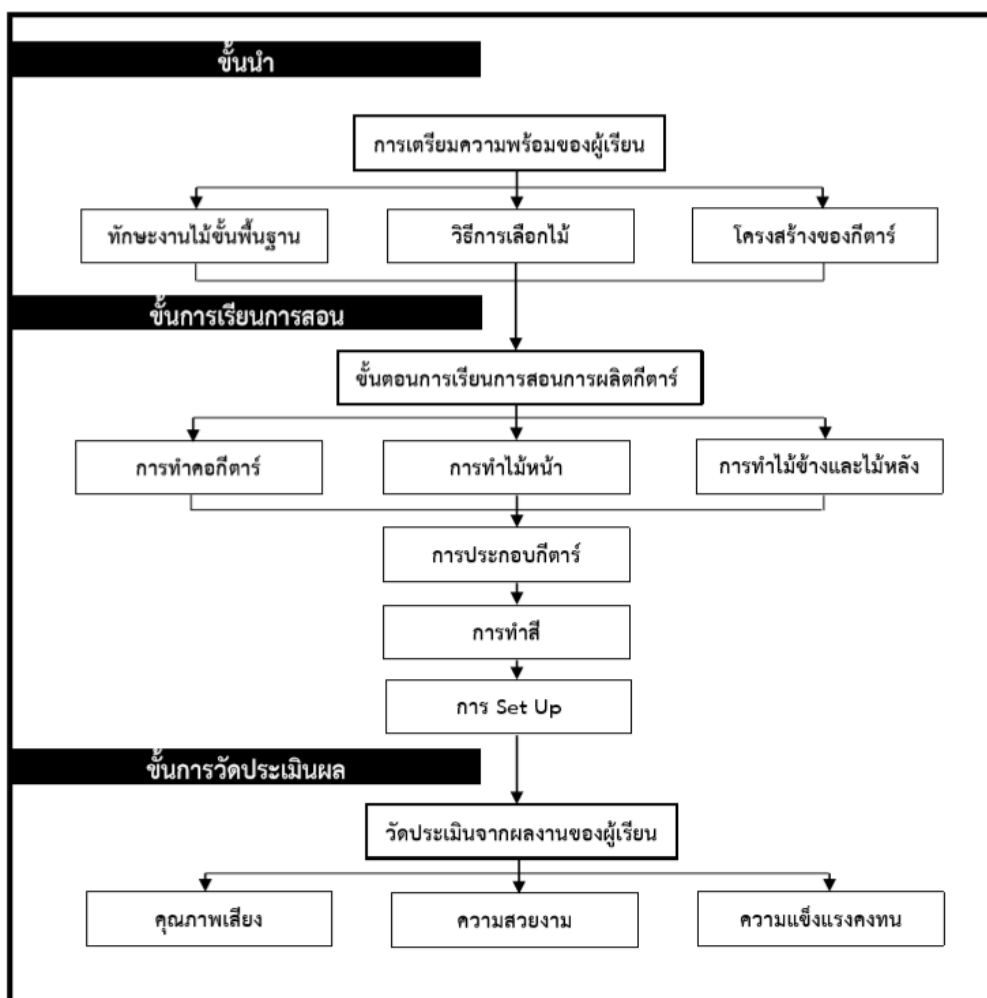 ขั้นนำ
การเตรียมความพร้อมของผู้เรียน
ทักษะงานไม้ขั้นพื้นฐาน
วิธีการเลือกไม้
โครงสร้างของกีตาร์
ขั้นการเรียนการสอน
ขั้นตอนการเรียนการสอนการผลิตกีตาร์
การทำคอกีตาร์
การทำไม้หน้า
การทำไม้ข้างและไม้หลัง
การประกอบกีตาร์
การทำสี
การ Set Up
ขั้นการวัดประเมินผล
วัดประเมินจากผลงานของผู้เรียน
คุณภาพเสียง
ความสวยงาม
ความแข็งแรงคงทน